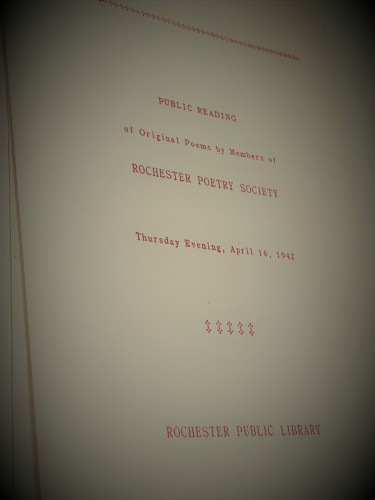 PUBLIC READING
of Original Poems by Members of
ROCHESTER POETRY SOCIETY
Thursday Evening, April 16, 1942
ROCHESTER PUBLIC LIBRARY